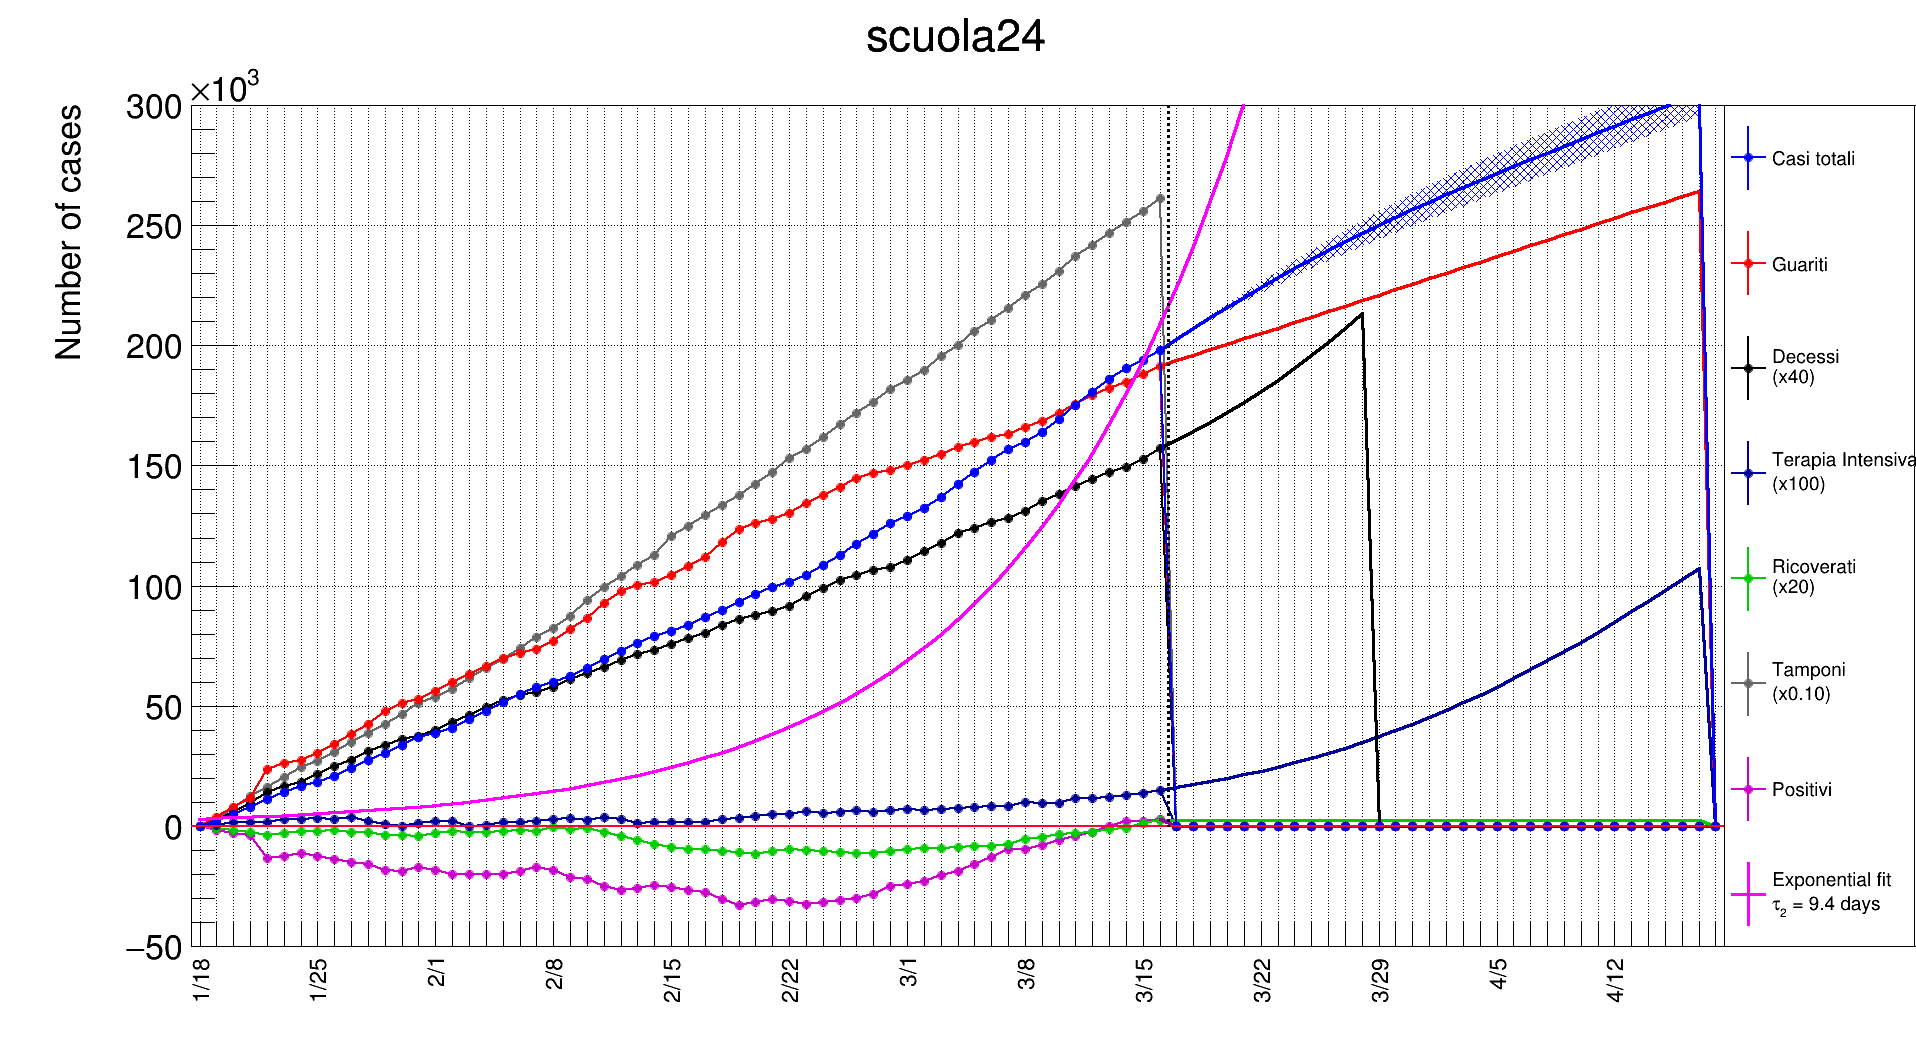 scuola24
×10³
Number of cases
300
250
200
150
100
50
0
−50
1/18
1/25
2/1
2/8
2/15
2/22
3/1
3/8
3/15
3/22
3/29
4/5
4/12
Casi totali
Guariti
Decessi
(x40)
Terapia Intensiva
(x100)
Ricoverati
(x20)
Tamponi
(x0.10)
Positivi
Exponential fit
τ₂ = 9.4 days